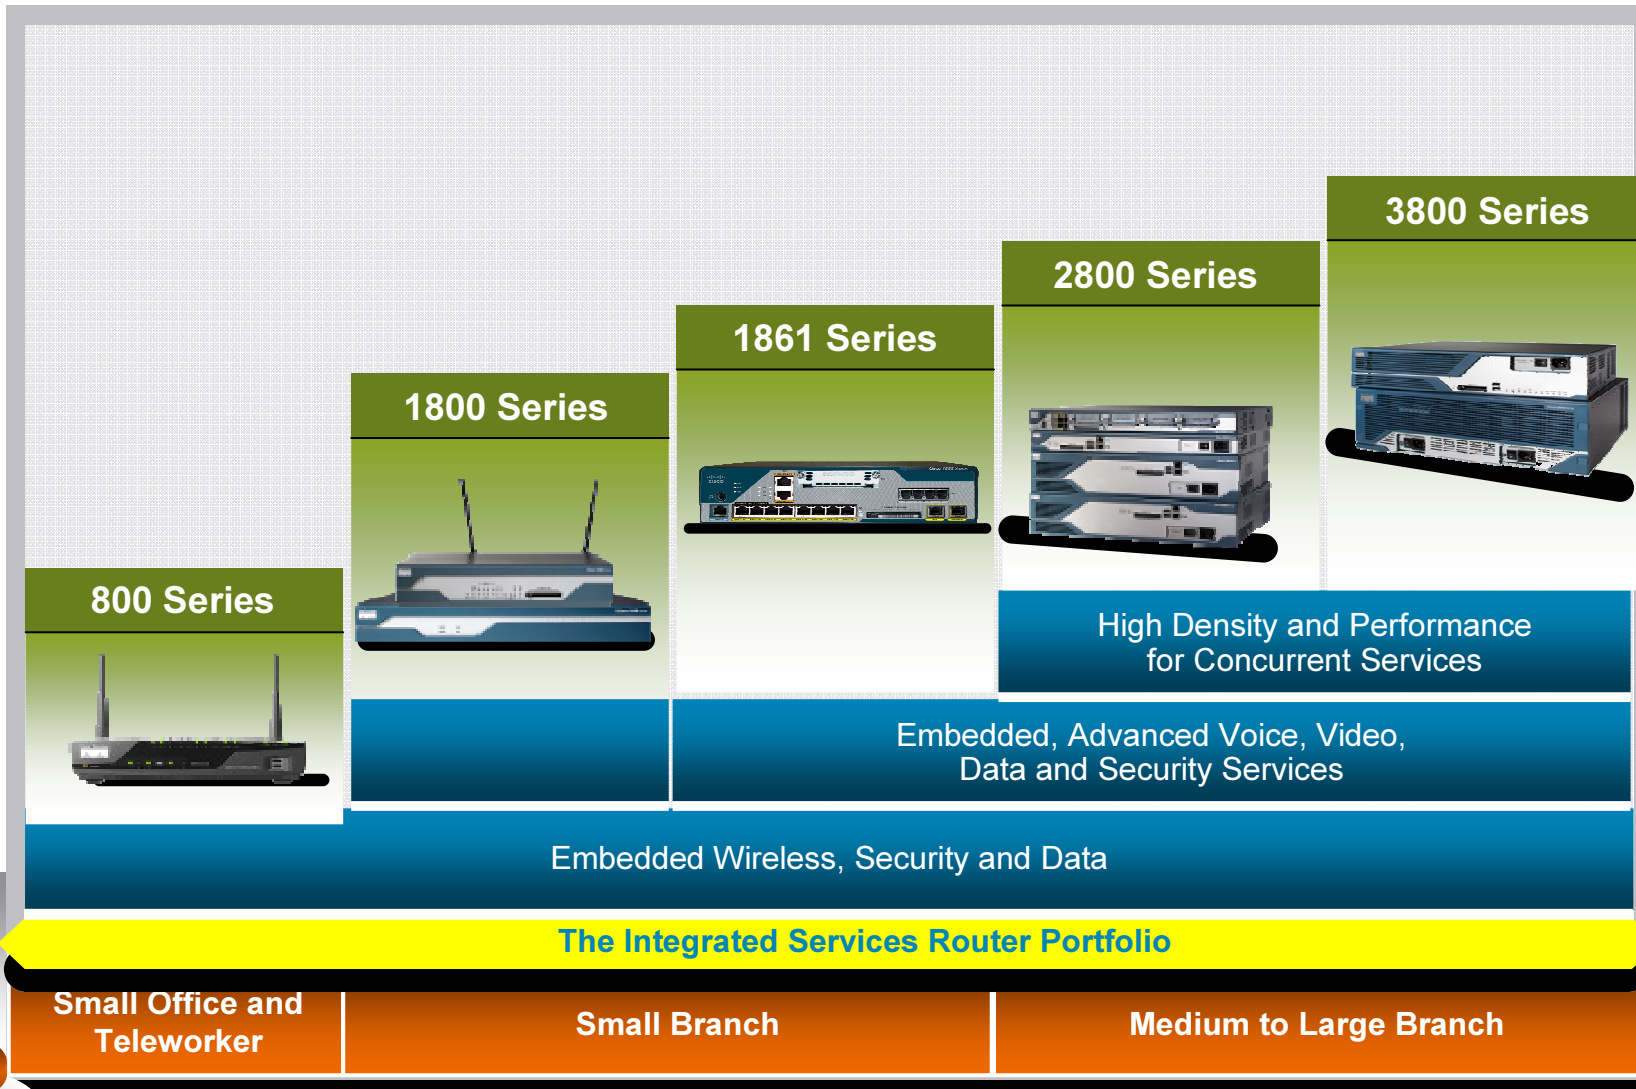 3800 Series
2800 Series
1861 Series
1800 Series
800 Series
High Density and Performance
for Concurrent Services
Embedded, Advanced Voice, Video,
Data and Security Services
Embedded Wireless, Security and Data
The Integrated Services Router Portfolio
Small Office and
Teleworker
Small Branch
Medium to Large Branch